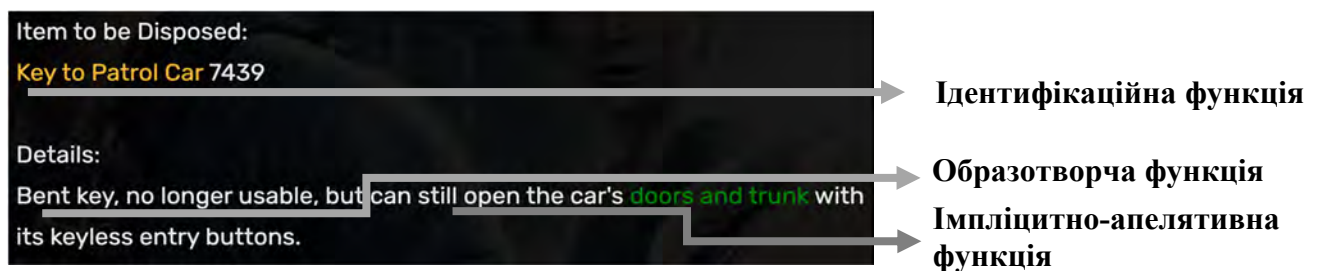 Item to be Disposed:
Key to Patrol Car 7439
Ідентифікаційна функція
Details:
Bent key, no longer usable, but can still open the car's doors and trunk with
its keyless entry buttons.
Образотворча функція
Імпліцитно-апелятивна
функція